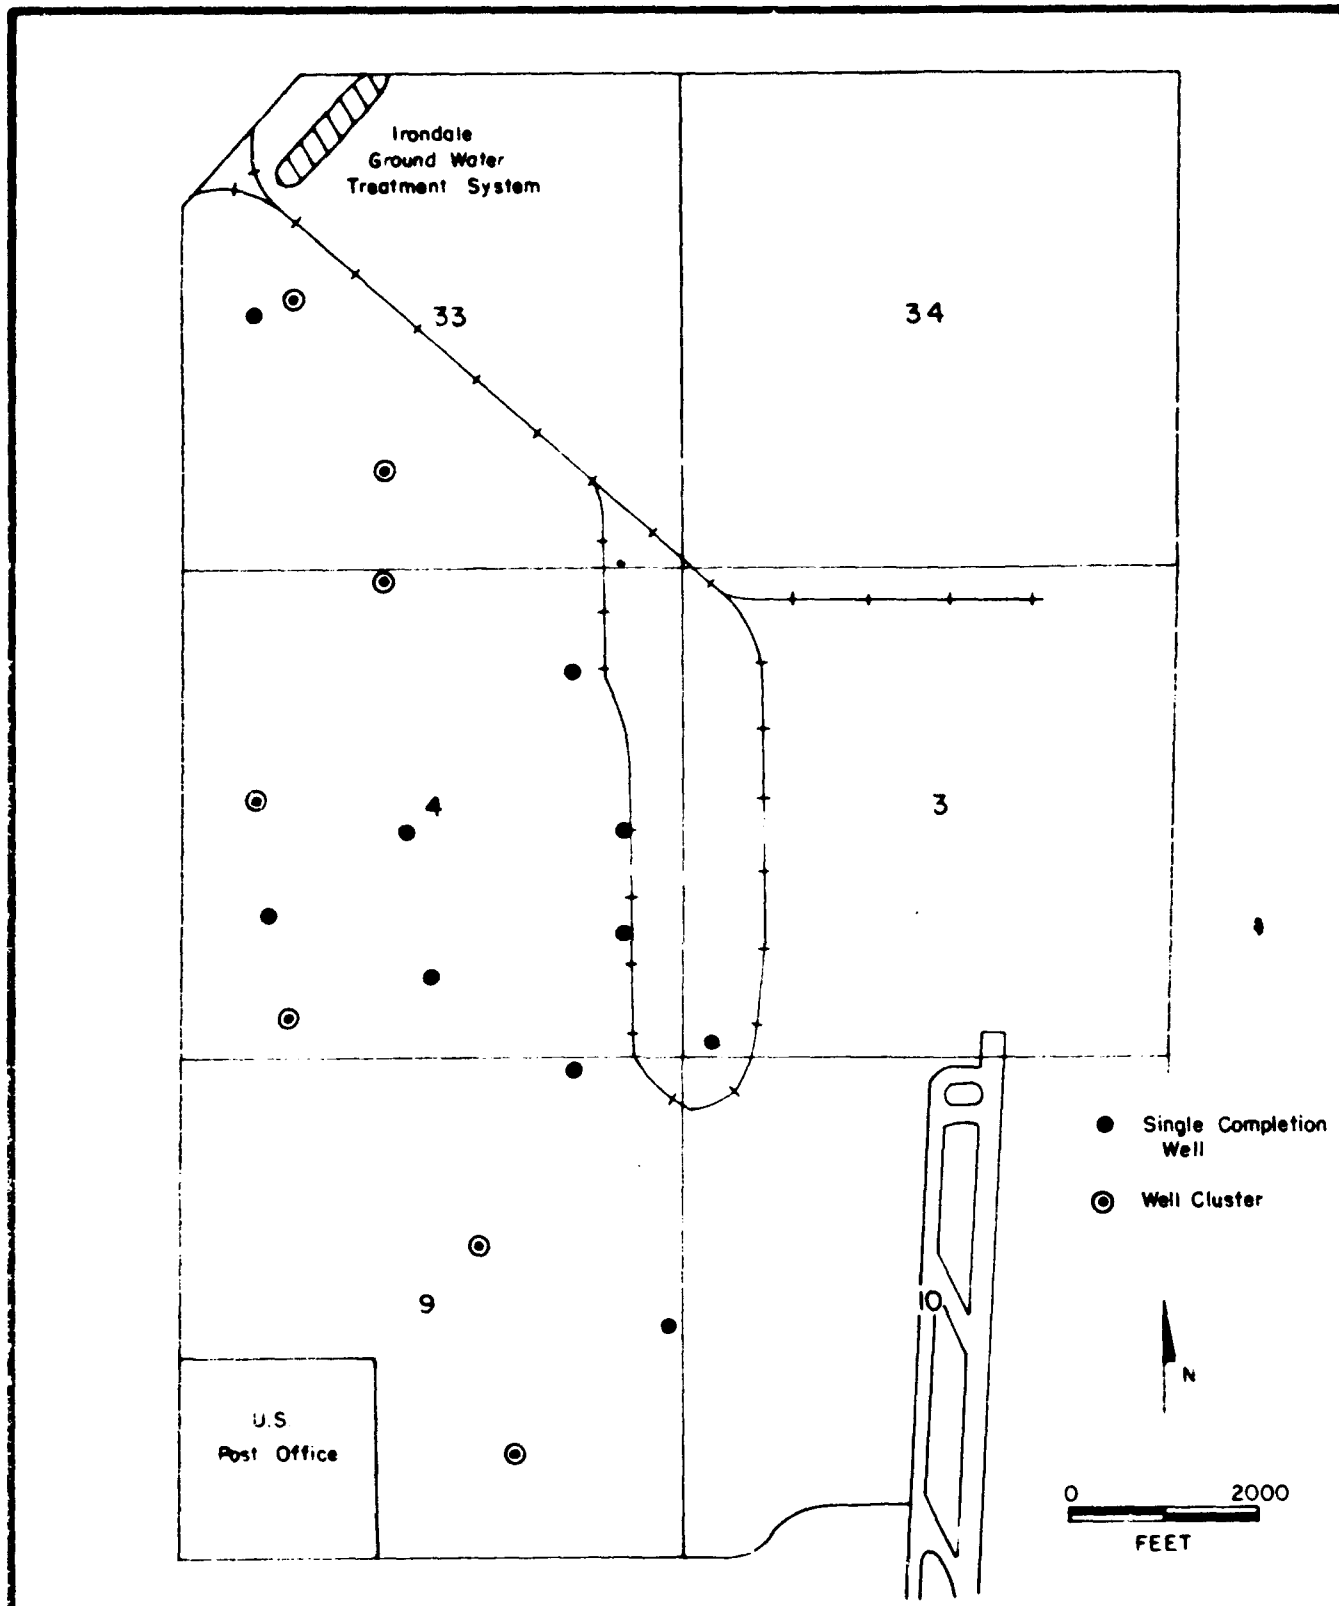 Irondale
Ground Water
Treatment System
33
34
4
3
Single Completion
Well
Well Cluster
9
10
N
U.S.
Post Office
0 2000
FEET